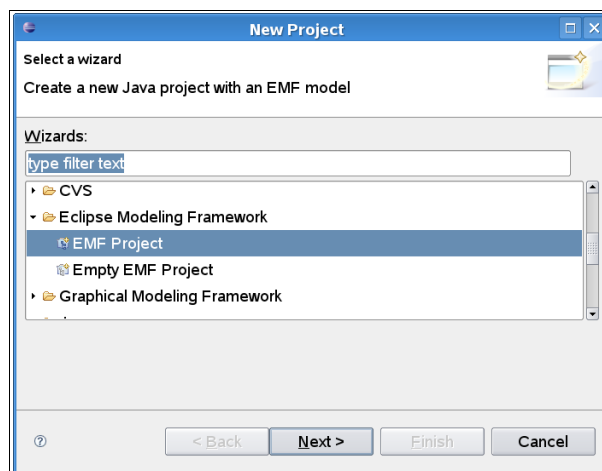 New Project
Select a wizard
Create a new Java project with an EMF model
Wizards:
type filter text
CVS
Eclipse Modeling Framework
EMF Project
Empty EMF Project
Graphical Modeling Framework
< Back
Next >
Finish
Cancel